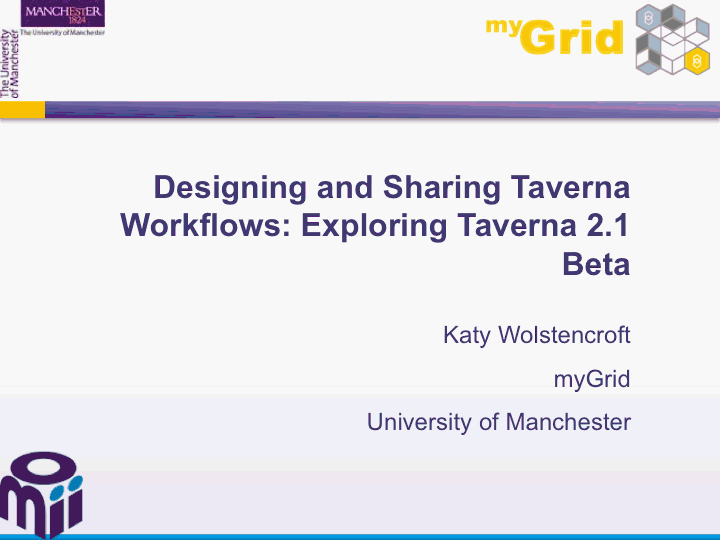 MANCHESTER
1824
The University of Manchester
The University
of Manchester
myGrid
Designing and Sharing Taverna
Workflows: Exploring Taverna 2.1
Beta
Katy Wolstencroft
myGrid
University of Manchester
omii